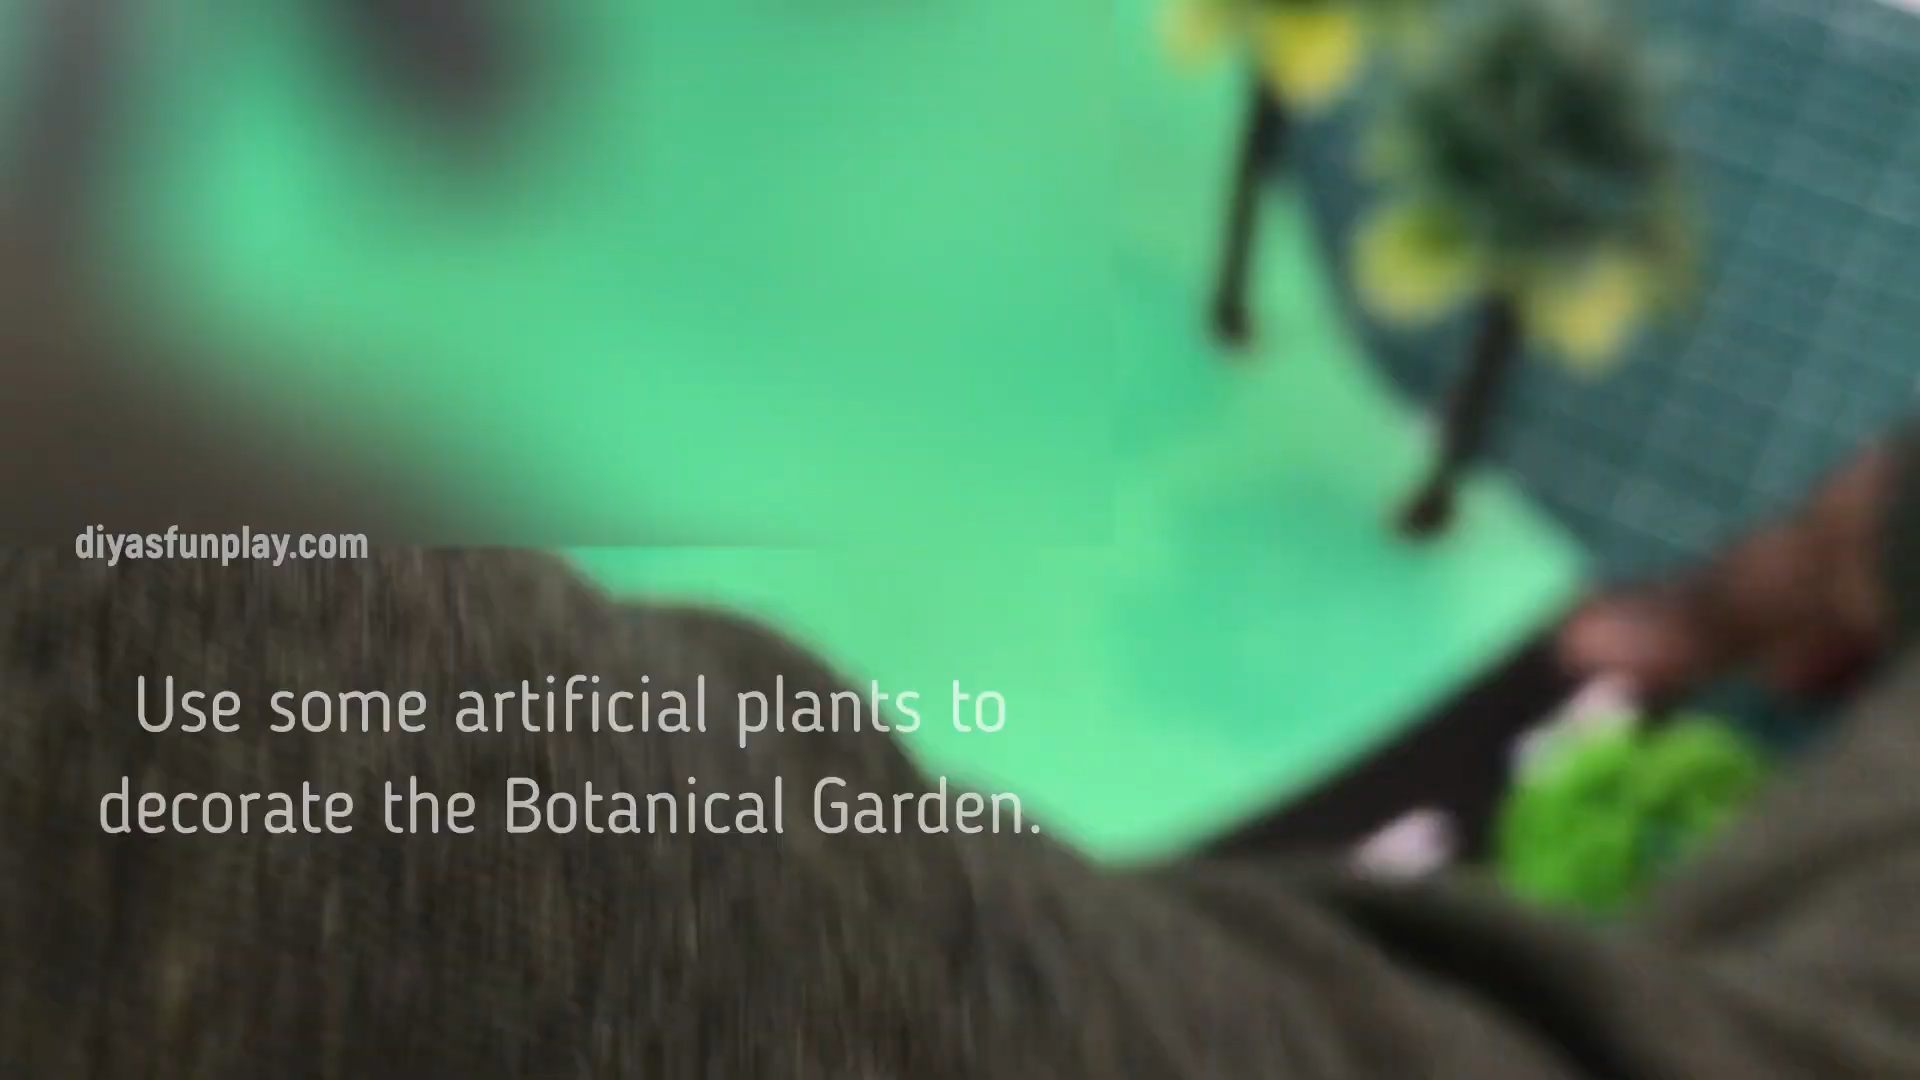 diyasfunplay.com
Use some artificial plants to
decorate the Botanical Garden.